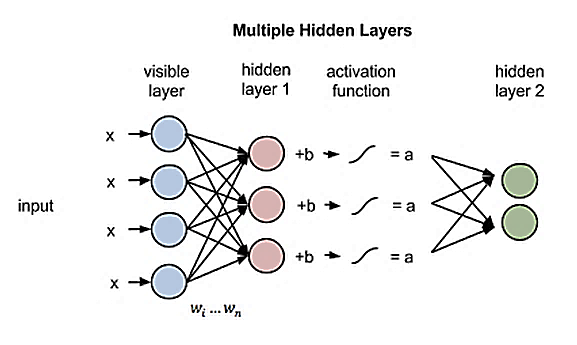 Multiple Hidden Layers
visible
layer
hidden
layer 1
activation
function
hidden
layer 2
input
x
x
x
x
+b
= a
+b
= a
+b
= a
wᵢ ...wₙ